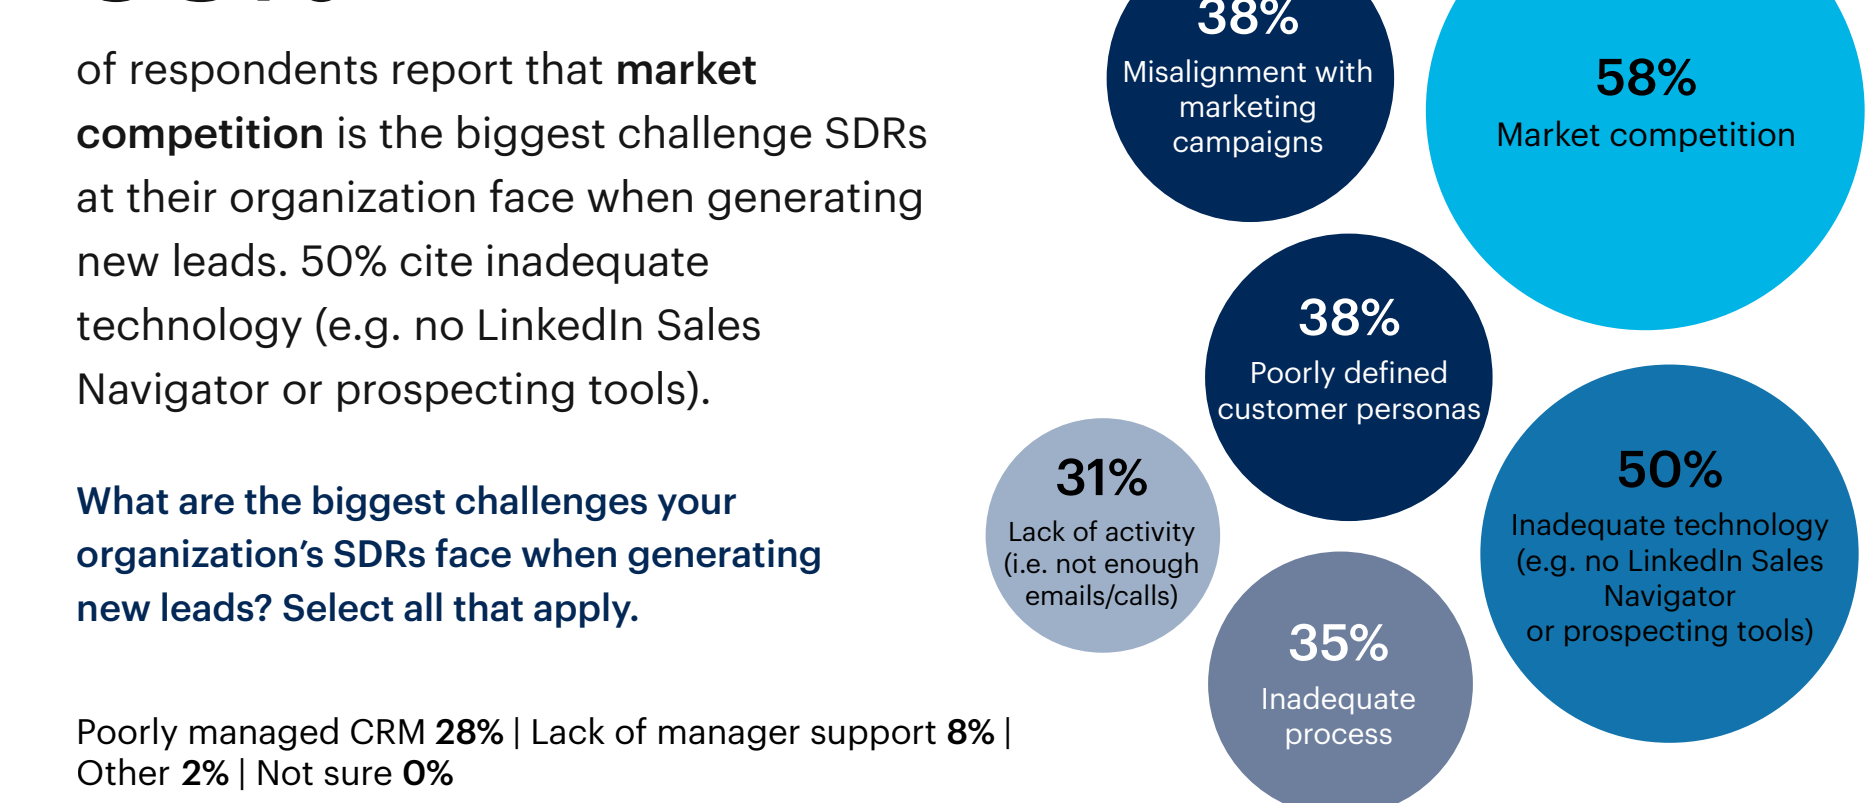 of respondents report that market
competition is the biggest challenge SDRs
at their organization face when generating
new leads. 50% cite inadequate
technology (e.g. no LinkedIn Sales
Navigator or prospecting tools).
What are the biggest challenges your
organization’s SDRs face when generating
new leads? Select all that apply.
Poorly managed CRM 28% | Lack of manager support 8% |
Other 2% | Not sure 0%
38%
Misalignment with
marketing
campaigns
58%
Market competition
38%
Poorly defined
customer personas
31%
Lack of activity
(i.e. not enough
emails/calls)
50%
Inadequate technology
(e.g. no LinkedIn Sales
Navigator
or prospecting tools)
35%
Inadequate
process